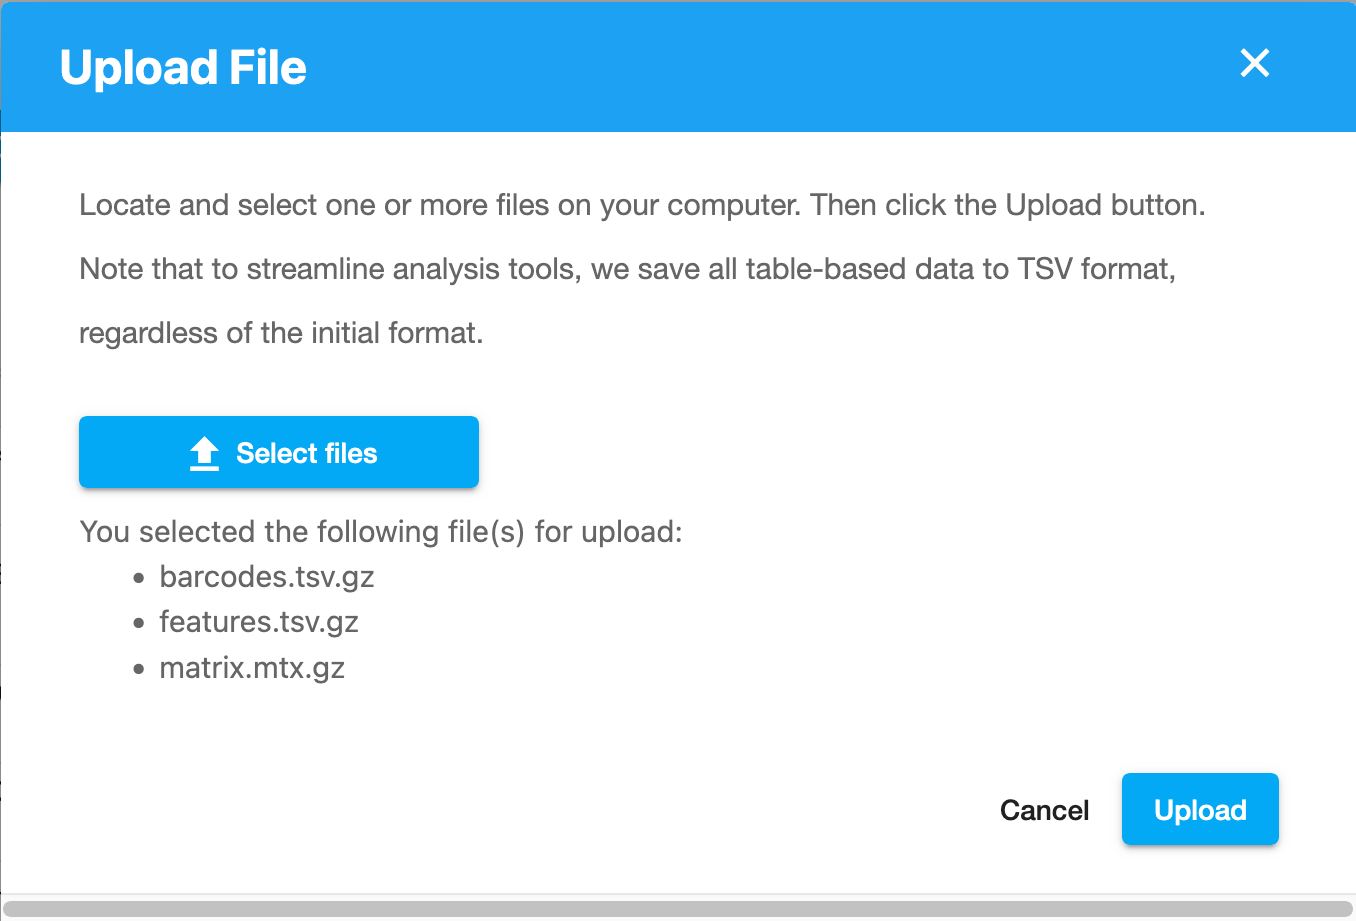 Upload File
Locate and select one or more files on your computer. Then click the Upload button.
Note that to streamline analysis tools, we save all table-based data to TSV format,
regardless of the initial format.
Select files
You selected the following file(s) for upload:
• barcodes.tsv.gz
• features.tsv.gz
• matrix.mtx.gz
Cancel Upload